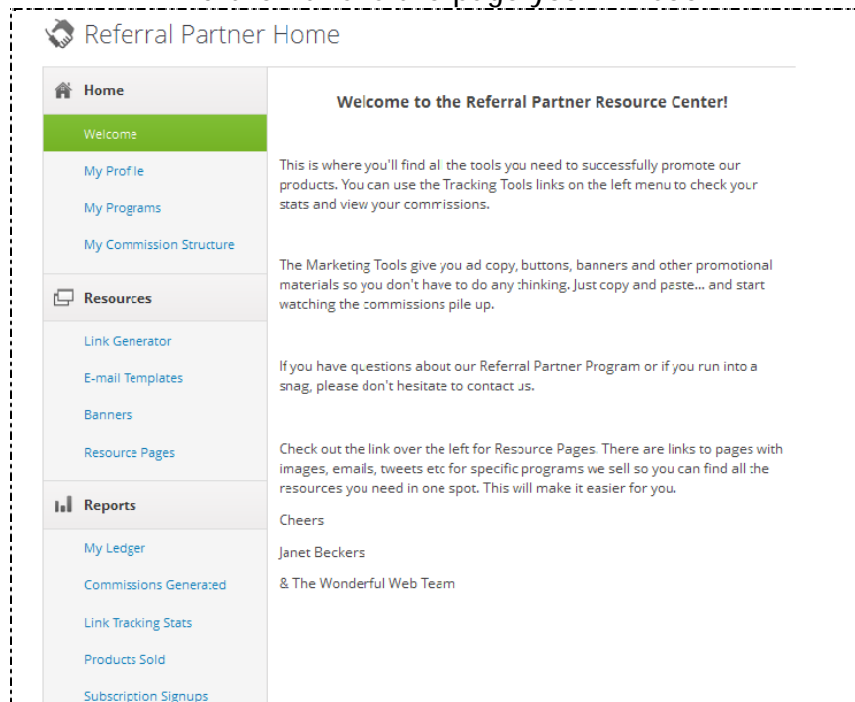 Referral Partner Home
Home
Welcome
My Profile
My Programs
My Commission Structure
Resources
Link Generator
E-mail Templates
Banners
Resource Pages
Reports
My Ledger
Commissions Generated
Link Tracking Stats
Products Sold
Subscription Signups
Welcome to the Referral Partner Resource Center!
This is where you'll find all the tools you need to successfully promote our
products. You can use the Tracking Tools links on the left menu to check your
stats and view your commissions.
The Marketing Tools give you ad copy, buttons, banners and other promotional
materials so you don't have to do any thinking. Just copy and paste... and start
watching the commissions pile up.
If you have questions about our Referral Partner Program or if you run into a
snag, please don't hesitate to contact us.
Check out the link over the left for Resource Pages. There are links to pages with
images, emails, tweets etc for specific programs we sell so you can find all the
resources you need in one spot. This will make it easier for you.
Cheers
Janet Beckers
& The Wonderful Web Team